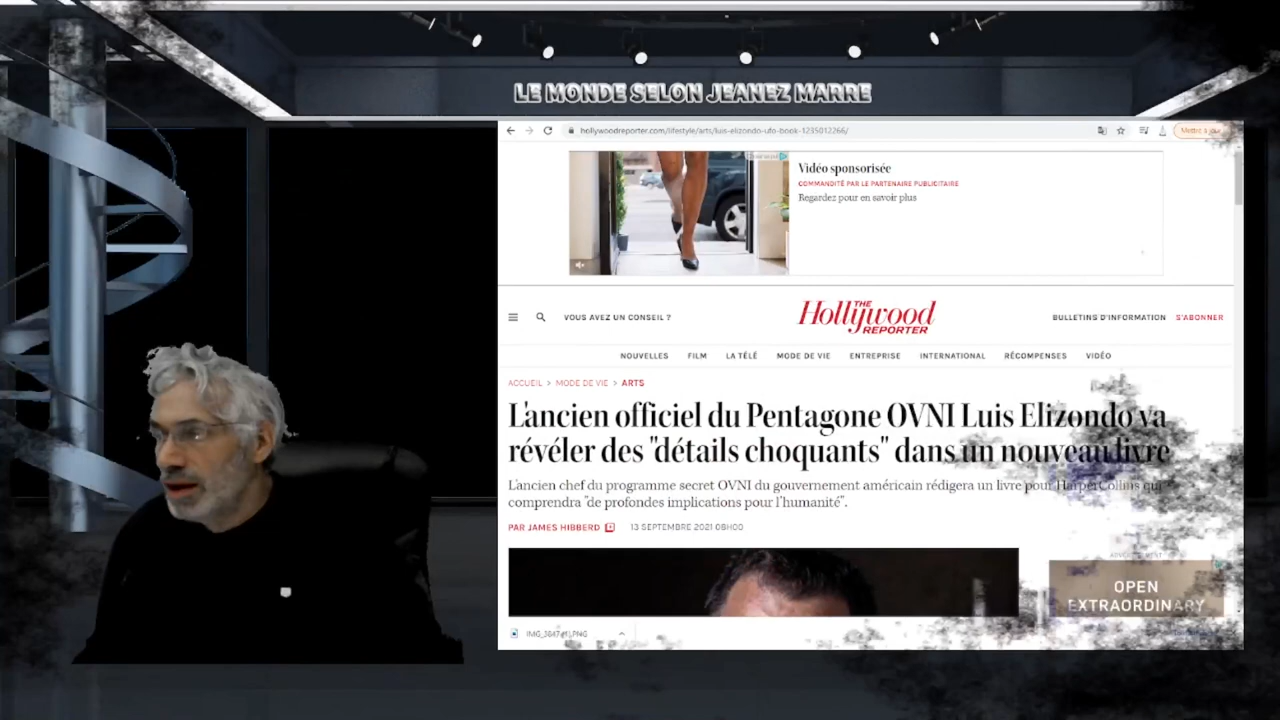 LE MONDE SELON JEANEZ MARRE
hollywoodreporter.com/lifestyle/arts/luis-elizondo-ufo-book-1235012266/
Mettre à jour
Vidéo sponsorisée
COMMANDITÉ PAR LE PARTENAIRE PUBLICITAIRE
Regardez pour en savoir plus
VOUS AVEZ UN CONSEIL ?
THE
Hollywood
REPORTER
BULLETINS D'INFORMATION S'ABONNER
NOUVELLES FILM LA TÉLÉ MODE DE VIE ENTREPRISE INTERNATIONAL RÉCOMPENSES VIDÉO
ACCUEIL > MODE DE VIE > ARTS
L'ancien officiel du Pentagone OVNI Luis Elizondo va
révéler des "détails choquants" dans un nouveau livre
L'ancien chef du programme secret OVNI du gouvernement américain rédigera un livre pour HarperCollins qui
comprendra "de profondes implications pour l'humanité".
PAR JAMES HIBBERD 13 SEPTEMBRE 2021 08H00
ADVERTISEMENT
OPEN
EXTRAORDINARY